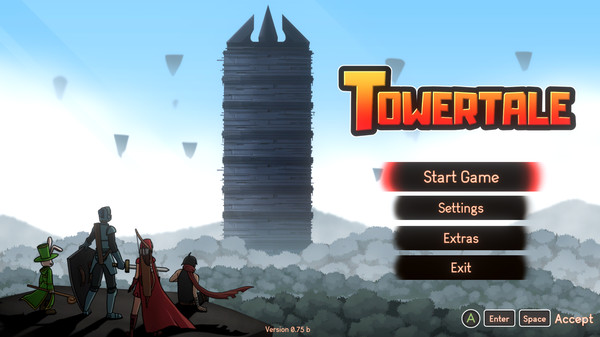 TOWERTALE
Start Game
Settings
Extras
Exit
A Enter Space Accept
Version 0.75 b